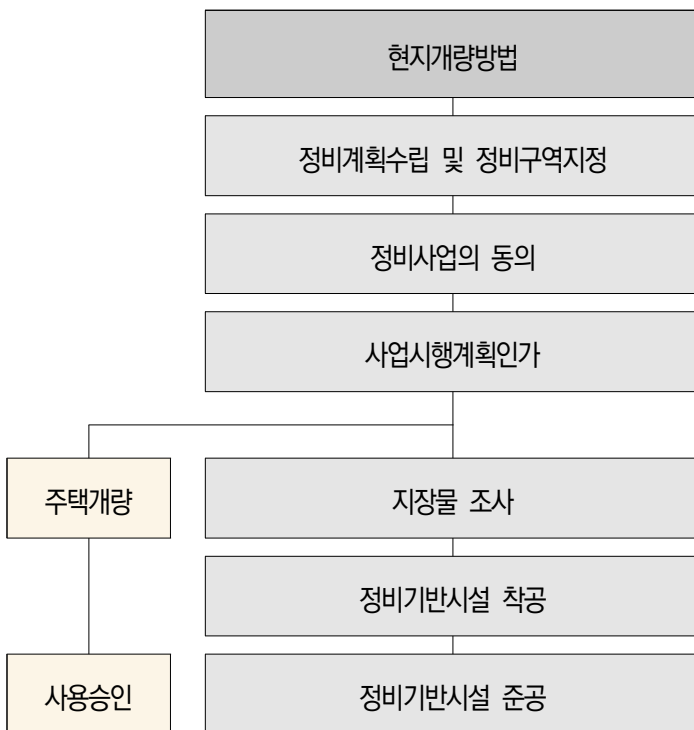 현지개량방법
정비계획수립 및 정비구역지정
정비사업의 동의
사업시행계획인가
주택개량
지장물 조사
정비기반시설 착공
사용승인
정비기반시설 준공